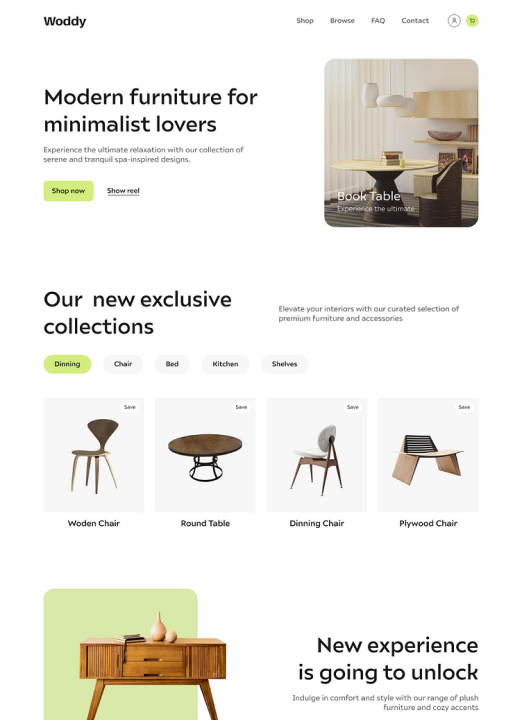 Woddy
Shop Browse FAQ Contact
Modern furniture for
minimalist lovers
Experience the ultimate relaxation with our collection of
serene and tranquil spa-inspired designs.
Shop now Show reel
Book Table
Experience the ultimate
Our new exclusive
collections
Elevate your interiors with our curated selection of
premium furniture and accessories
Dinning Chair Bed Kitchen Shelves
Save Save Save Save
Woden Chair Round Table Dinning Chair Plywood Chair
New experience
is going to unlock
Indulge in comfort and style with our range of plush
furniture and cozy accents